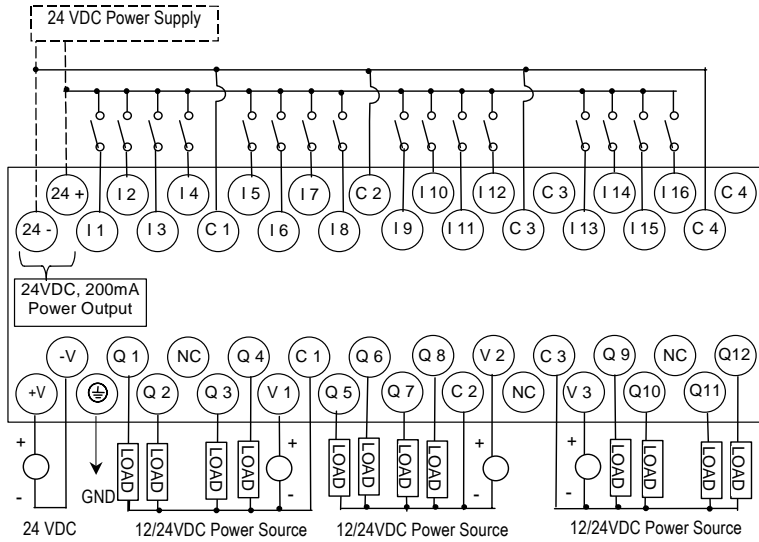 24 VDC Power Supply
24 + I 2 I 4 I 5 I 7 C 2 I 10 I 12 C 3 I 14 I 16 C 4
24 - I 1 I 3 C 1 I 6 I 8 I 9 I 11 C 3 I 13 I 15 C 4
24VDC, 200mA
Power Output
-V Q 1 NC Q 4 C 1 Q 6 Q 8 V 2 C 3 Q 9 NC Q12
+V Q 2 Q 3 V 1 Q 5 Q 7 C 2 NC V 3 Q10 Q11
+ + + +
LOAD LOAD LOAD LOAD LOAD LOAD LOAD LOAD LOAD LOAD LOAD LOAD
- - - -
GND
24 VDC 12/24VDC Power Source 12/24VDC Power Source 12/24VDC Power Source